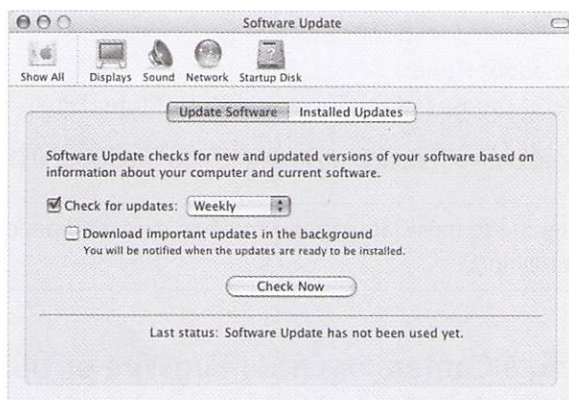 Software Update
Show All Displays Sound Network Startup Disk
Update Software Installed Updates
Software Update checks for new and updated versions of your software based on
information about your computer and current software.
Check for updates: Weekly
Download important updates in the background
You will be notified when the updates are ready to be installed.
Check Now
Last status: Software Update has not been used yet.